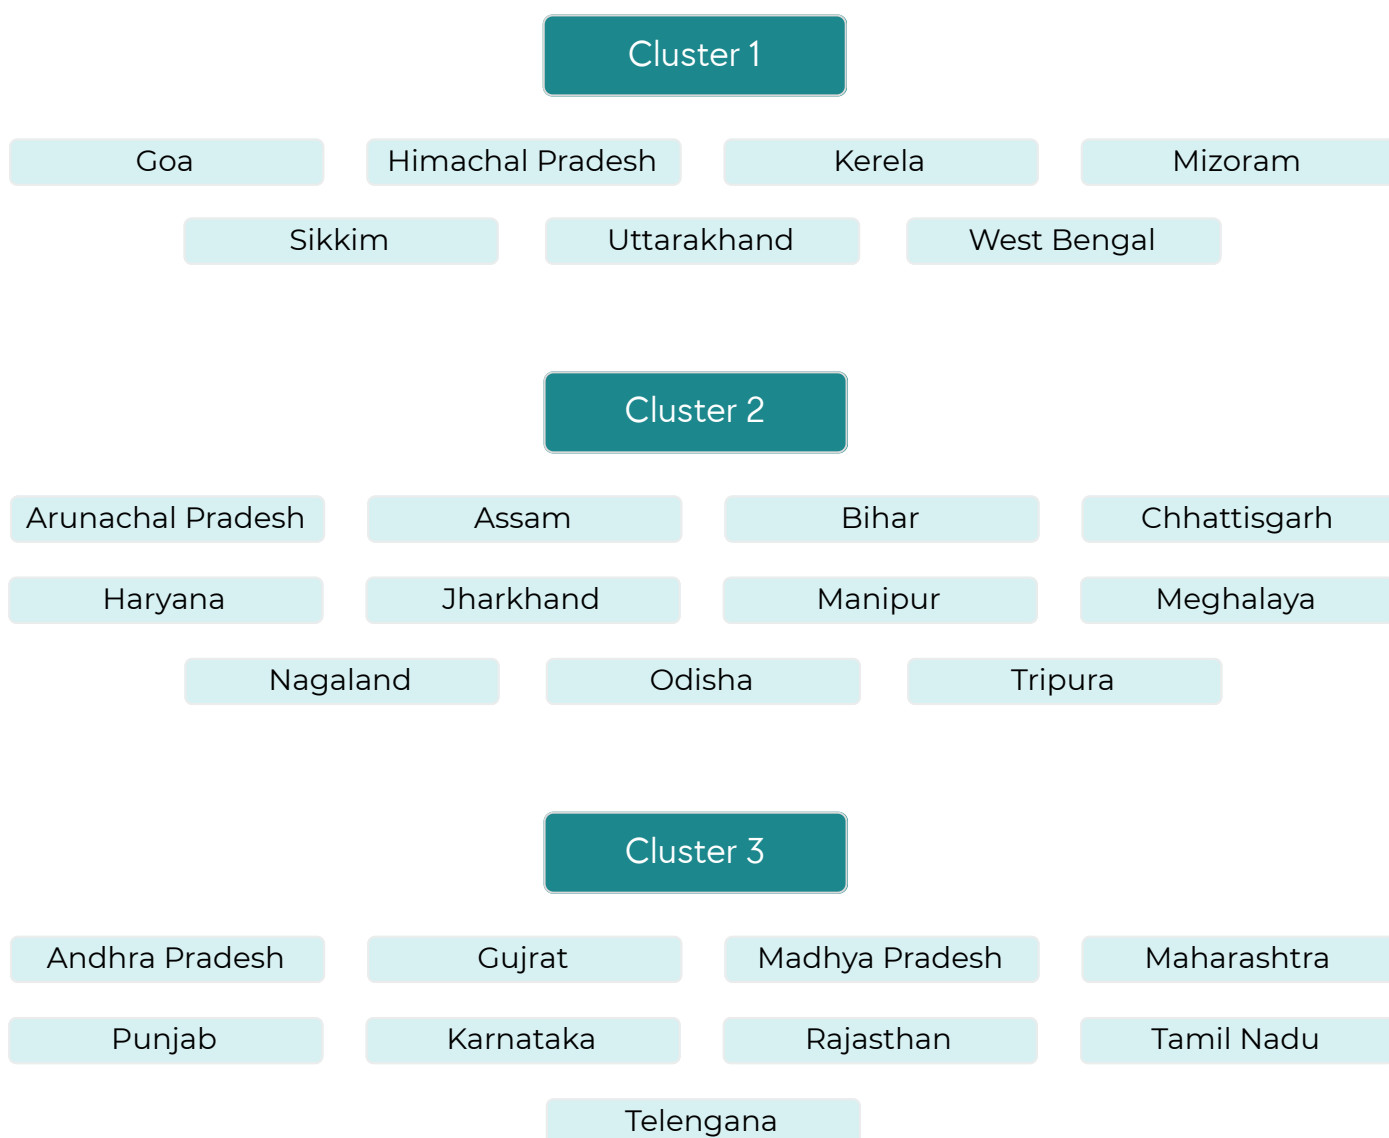 Cluster 1
Goa Himachal Pradesh Kerela Mizoram
Sikkim Uttarakhand West Bengal
Cluster 2
Arunachal Pradesh Assam Bihar Chhattisgarh
Haryana Jharkhand Manipur Meghalaya
Nagaland Odisha Tripura
Cluster 3
Andhra Pradesh Gujrat Madhya Pradesh Maharashtra
Punjab Karnataka Rajasthan Tamil Nadu
Telengana